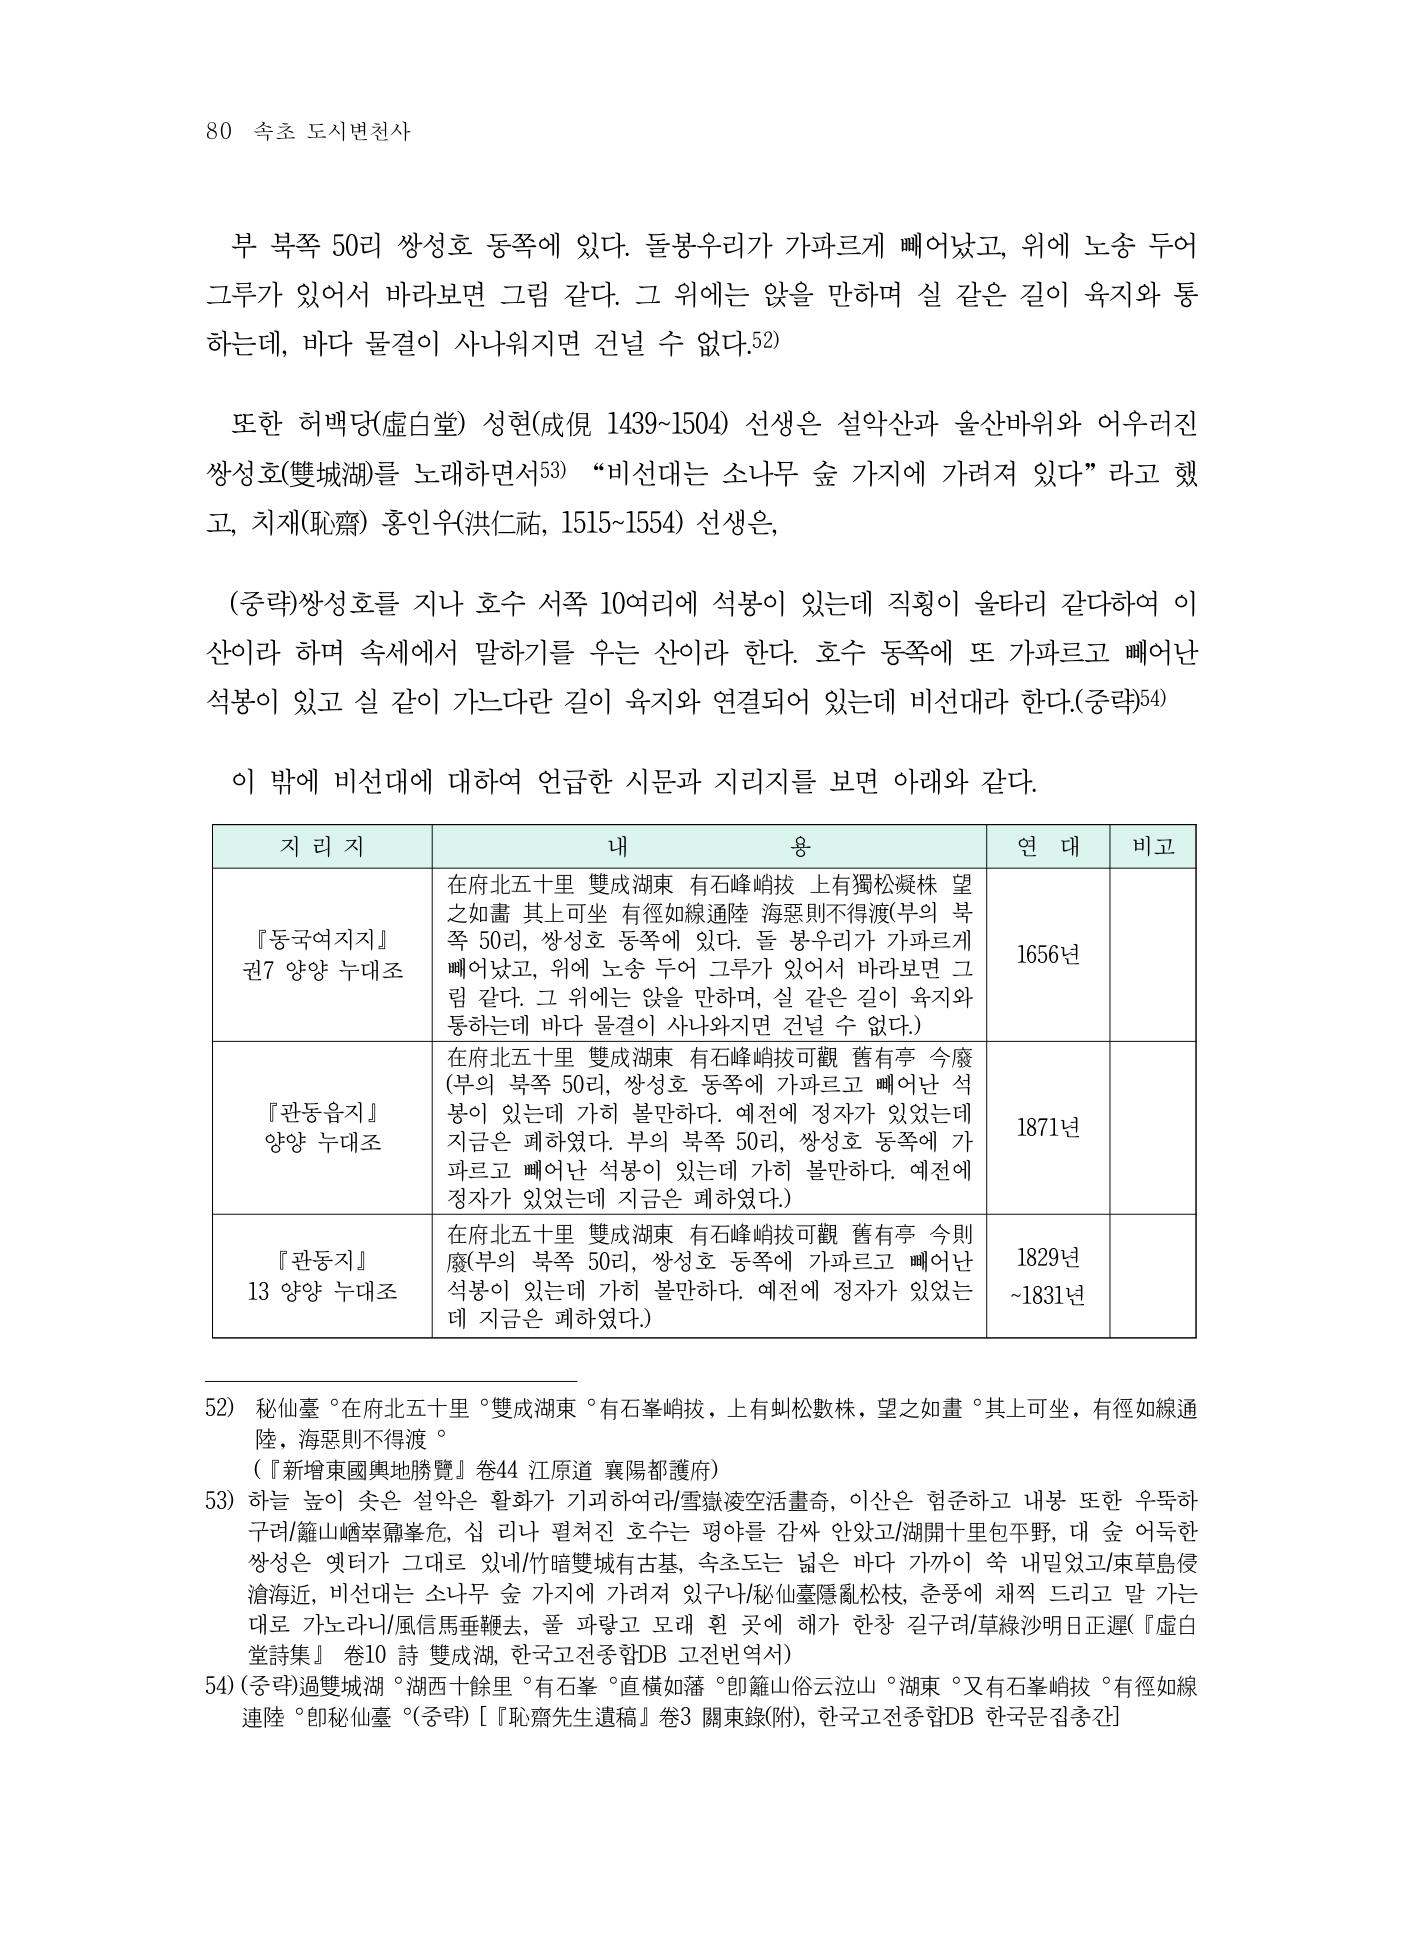 80 속초 도시변천사
부 북쪽 50리 쌍성호 동쪽에 있다. 돌봉우리가 가파르게 빼어났고, 위에 노송 두어
그루가 있어서 바라보면 그림 같다. 그 위에는 앉을 만하며 실 같은 길이 육지와 통
하는데, 바다 물결이 사나워지면 건널 수 없다.52)
또한 허백당(虛白堂) 성현(成俔 1439~1504) 선생은 설악산과 울산바위와 어우러진
쌍성호(雙城湖)를 노래하면서53) “비선대는 소나무 숲 가지에 가려져 있다” 라고 했
고, 치재(恥齋) 홍인우(洪仁祐, 1515~1554) 선생은,
(중략)쌍성호를 지나 호수 서쪽 10여리에 석봉이 있는데 직횡이 울타리 같다하여 이
산이라 하며 속세에서 말하기를 우는 산이라 한다. 호수 동쪽에 또 가파르고 빼어난
석봉이 있고 실 같이 가느다란 길이 육지와 연결되어 있는데 비선대라 한다.(중략)54)
이 밖에 비선대에 대하여 언급한 시문과 지리지를 보면 아래와 같다.
지 리 지 내 용 연 대 비고
『동국여지지』
권7 양양 누대조
在府北五十里 雙成湖東 有石峰峭拔 上有獨松凝株 望
之如畵 其上可坐 有徑如線通陸 海惡則不得渡(부의 북
쪽 50리, 쌍성호 동쪽에 있다. 돌 봉우리가 가파르게
빼어났고, 위에 노송 두어 그루가 있어서 바라보면 그
림 같다. 그 위에는 앉을 만하며, 실 같은 길이 육지와
통하는데 바다 물결이 사나와지면 건널 수 없다.)
1656년
『관동읍지』
양양 누대조
在府北五十里 雙成湖東 有石峰峭拔可觀 舊有亭 今廢
(부의 북쪽 50리, 쌍성호 동쪽에 가파르고 빼어난 석
봉이 있는데 가히 볼만하다. 예전에 정자가 있었는데
지금은 폐하였다. 부의 북쪽 50리, 쌍성호 동쪽에 가
파르고 빼어난 석봉이 있는데 가히 볼만하다. 예전에
정자가 있었는데 지금은 폐하였다.)
1871년
『관동지』
13 양양 누대조
在府北五十里 雙成湖東 有石峰峭拔可觀 舊有亭 今則
廢(부의 북쪽 50리, 쌍성호 동쪽에 가파르고 빼어난
석봉이 있는데 가히 볼만하다. 예전에 정자가 있었는
데 지금은 폐하였다.)
1829년
~1831년
52) 秘仙臺 °在府北五十里 °雙成湖東 °有石峯峭拔, 上有虯松數株, 望之如畫 °其上可坐, 有徑如線通
陸, 海惡則不得渡 °
(『新增東國輿地勝覽』卷44 江原道 襄陽都護府)
53) 하늘 높이 솟은 설악은 활화가 기괴하여라/雪嶽凌空活畫奇, 이산은 험준하고 내봉 또한 우뚝하
구려/籬山崷崒鼐峯危, 십 리나 펼쳐진 호수는 평야를 감싸 안았고/湖開十里包平野, 대 숲 어둑한
쌍성은 옛터가 그대로 있네/竹暗雙城有古基, 속초도는 넓은 바다 가까이 쑥 내밀었고/束草島侵
滄海近, 비선대는 소나무 숲 가지에 가려져 있구나/秘仙臺隱亂松枝, 춘풍에 채찍 드리고 말 가는
대로 가노라니/風信馬垂鞭去, 풀 파랗고 모래 흰 곳에 해가 한창 길구려/草綠沙明日正遲(『虛白
堂詩集』 卷10 詩 雙成湖, 한국고전종합DB 고전번역서)
54) (중략)過雙城湖 °湖西十餘里 °有石峯 °直橫如藩 °卽籬山俗云泣山 °湖東 °又有石峯峭拔 °有徑如線
連陸 °卽秘仙臺 °(중략) [『恥齋先生遺稿』卷3 關東錄(附), 한국고전종합DB 한국문집총간]